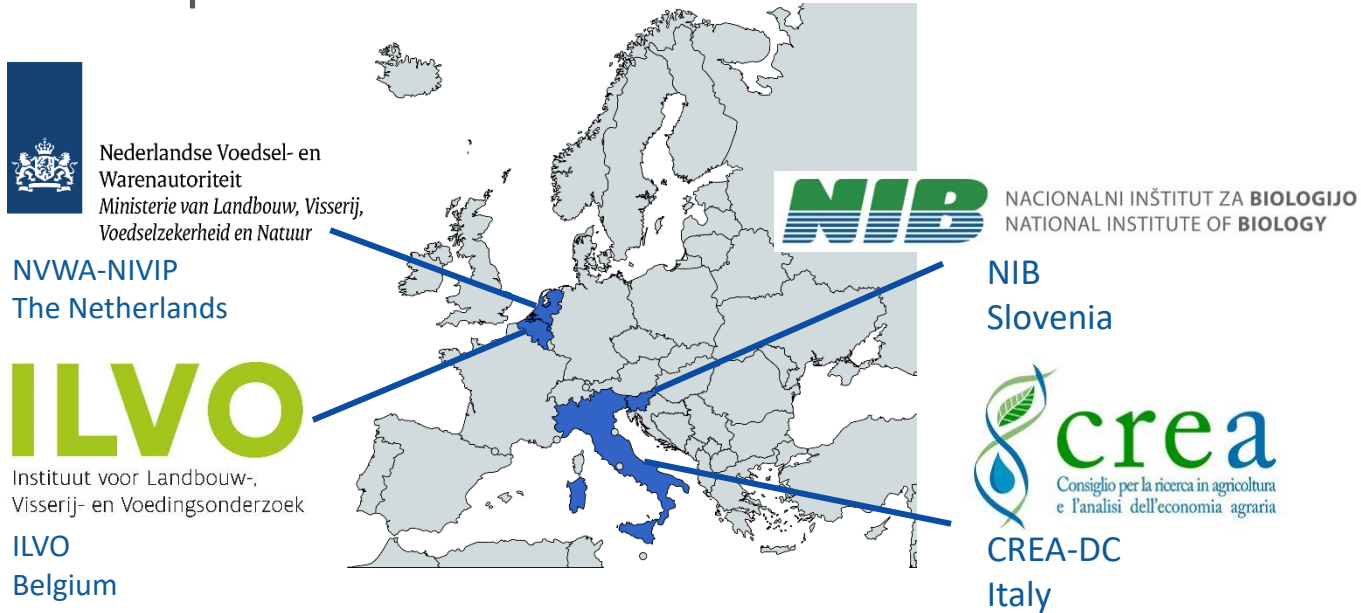 Nederlandse Voedsel- en
Warenautoriteit
Ministerie van Landbouw, Visserij,
Voedselzekerheid en Natuur
NVWA-NIVIP
The Netherlands
ILVO
Instituut voor Landbouw-,
Visserij- en Voedingsonderzoek
ILVO
Belgium
NIB
NACIONALNI INŠTITUT ZA BIOLOGIJO
NATIONAL INSTITUTE OF BIOLOGY
NIB
Slovenia
crea
Consiglio per la ricerca in agricoltura
e l'analisi dell'economia agraria
CREA-DC
Italy